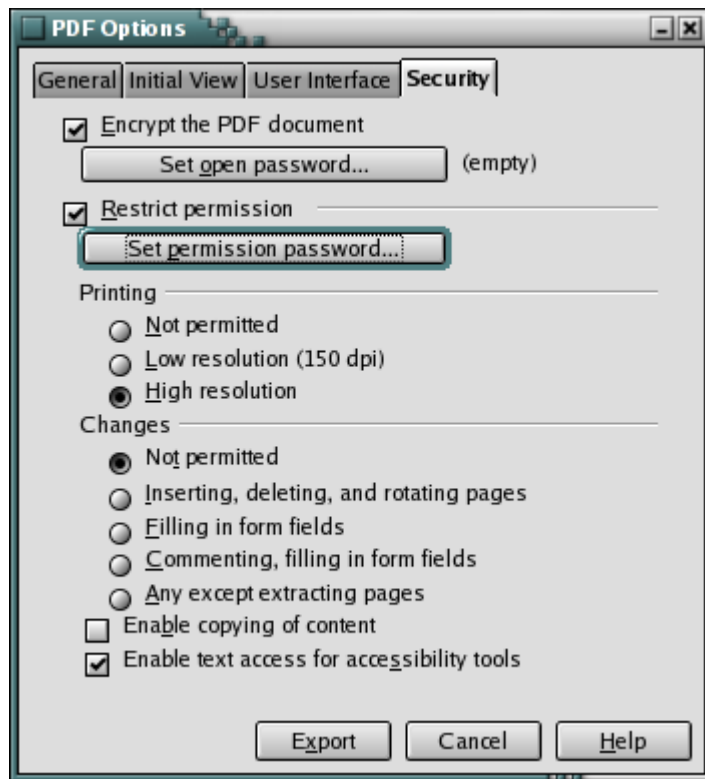 PDF Options
General Initial View User Interface Security
Encrypt the PDF document
Set open password... (empty)
Restrict permission
Set permission password...
Printing
Not permitted
Low resolution (150 dpi)
High resolution
Changes
Not permitted
Inserting, deleting, and rotating pages
Filling in form fields
Commenting, filling in form fields
Any except extracting pages
Enable copying of content
Enable text access for accessibility tools
Export Cancel Help